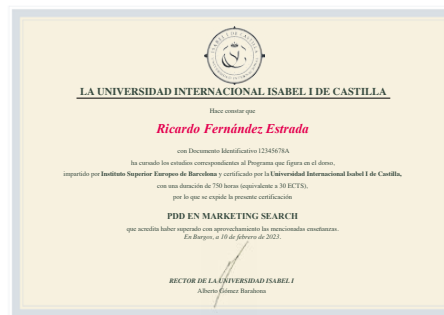 ISABEL I DE CASTILLA
LA UNIVERSIDAD INTERNACIONAL ISABEL I DE CASTILLA
Hace constar que
Ricardo Fernández Estrada
con Documento Identificativo 12345678A
ha cursado los estudios correspondientes al Programa que figura en el dorso,
impartido por Instituto Superior Europeo de Barcelona y certificado por la Universidad Internacional Isabel I de Castilla,
con una duración de 750 horas (equivalente a 30 ECTS),
por lo que se expide la presente certificación
PDD EN MARKETING SEARCH
que acredita haber superado con aprovechamiento las mencionadas enseñanzas.
En Burgos, a 10 de febrero de 2023.
RECTOR DE LA UNIVERSIDAD ISABEL I
Alberto Gómez Barahona